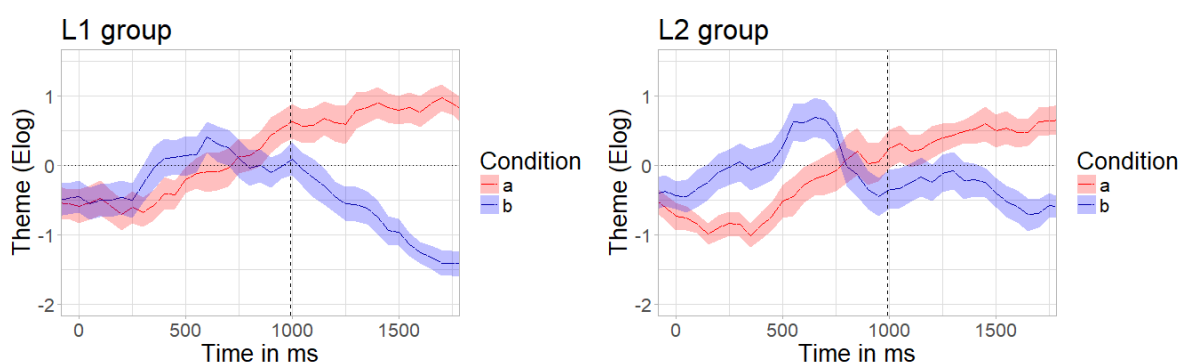 L1 group
Theme (Elog)
1
0
-1
-2
0
500
1000
1500
Time in ms
Condition
a
b
L2 group
Theme (Elog)
1
0
-1
-2
0
500
1000
1500
Time in ms
Condition
a
b